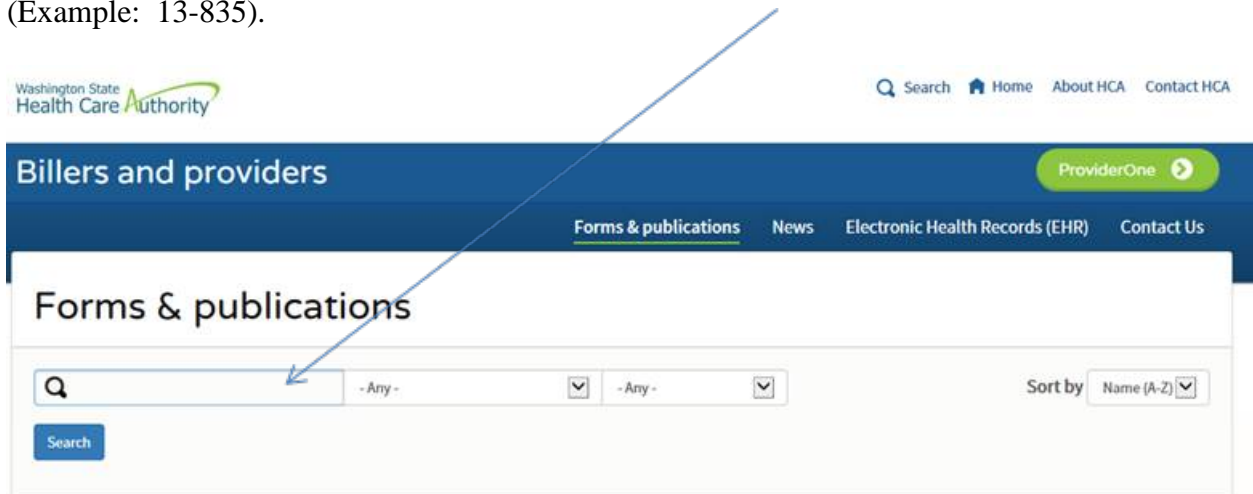 (Example: 13-835).
Washington State
Health Care Authority
Search Home About HCA Contact HCA
Billers and providers
ProviderOne
Forms & publications News Electronic Health Records (EHR) Contact Us
Forms & publications
- Any - - Any - Sort by Name (A-Z)
Search